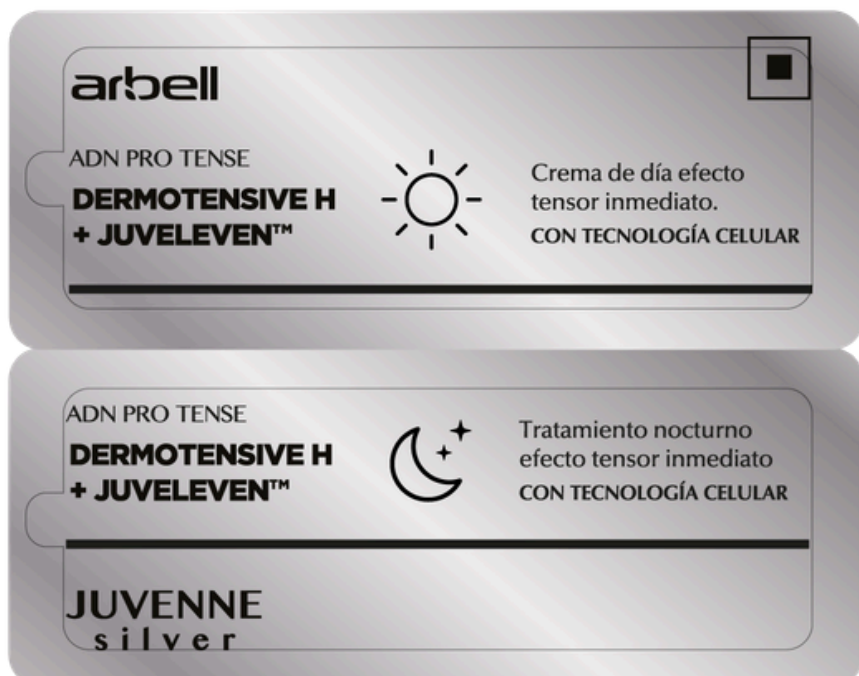 arbell
ADN PRO TENSE
DERMOTENSIVE H
+ JUVELEVEN™
Crema de día efecto
tensor inmediato.
CON TECNOLOGÍA CELULAR
ADN PRO TENSE
DERMOTENSIVE H
+ JUVELEVEN™
Tratamiento nocturno
efecto tensor inmediato
CON TECNOLOGÍA CELULAR
JUVENNE
silver